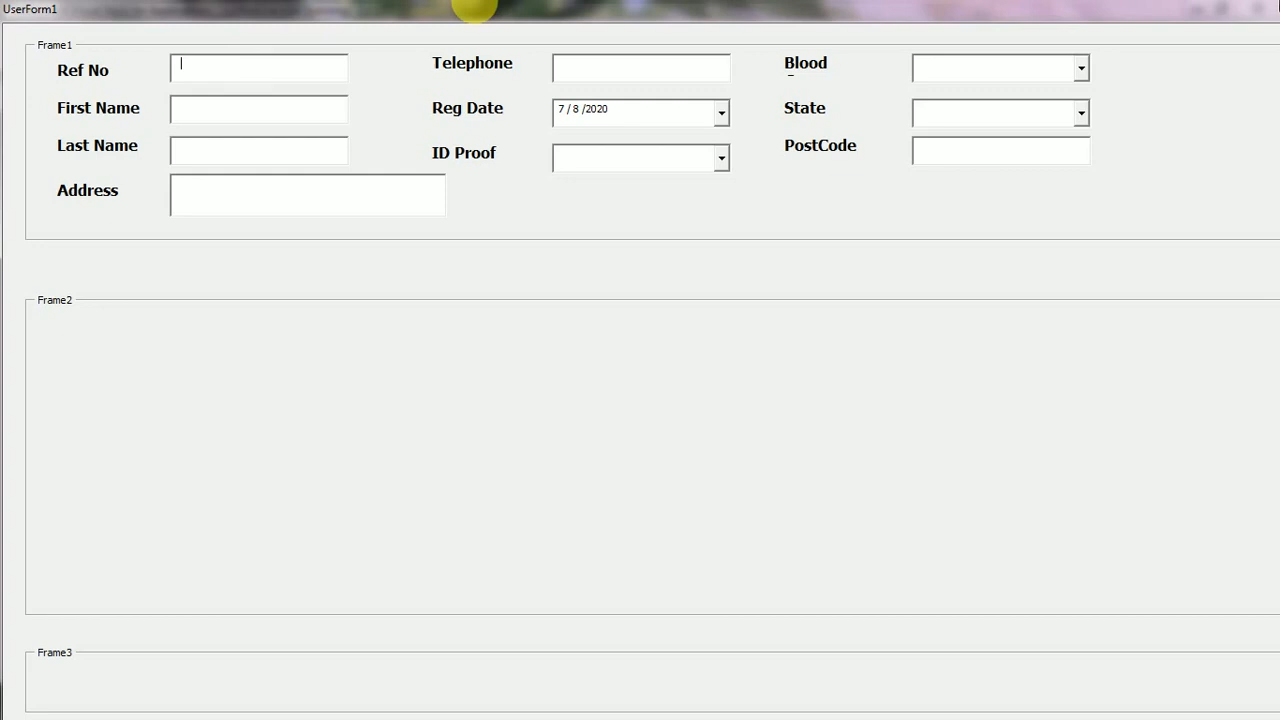 UserForm1
Frame1
Ref No
Telephone
Blood
First Name
Reg Date
7 / 8 /2020
State
Last Name
ID Proof
PostCode
Address
Frame2
Frame3